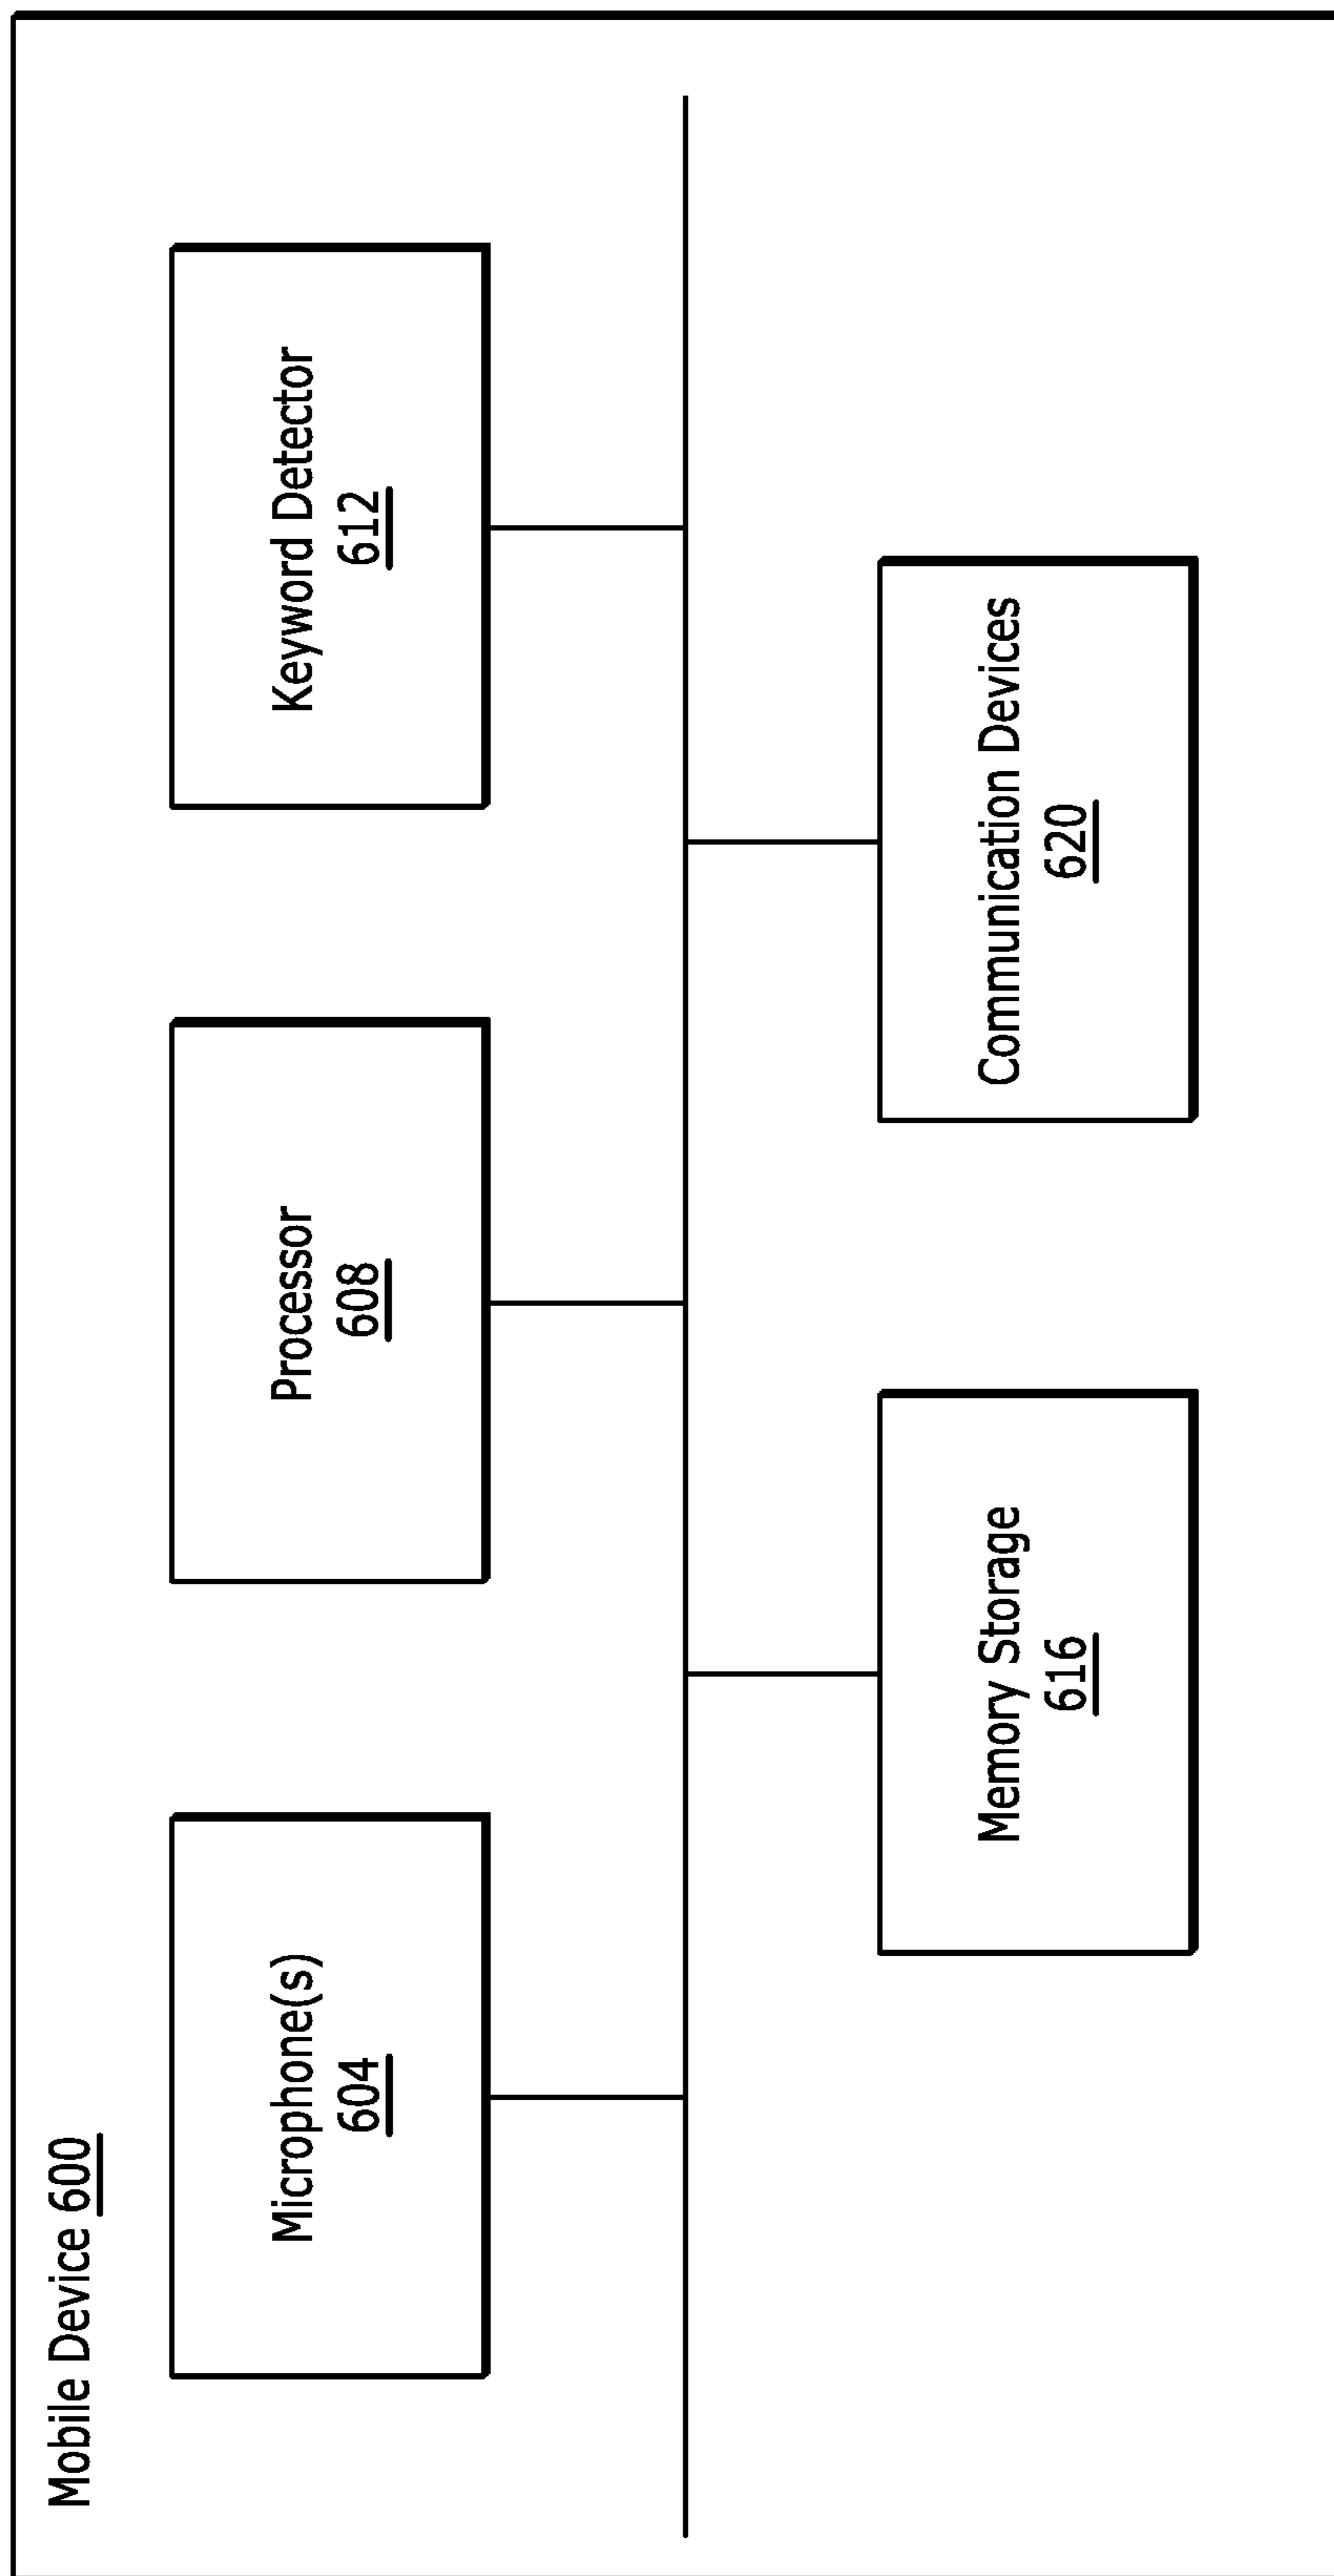 Mobile Device 600
Microphone(s)
604
Processor
608
Keyword Detector
612
Memory Storage
616
Communication Devices
620